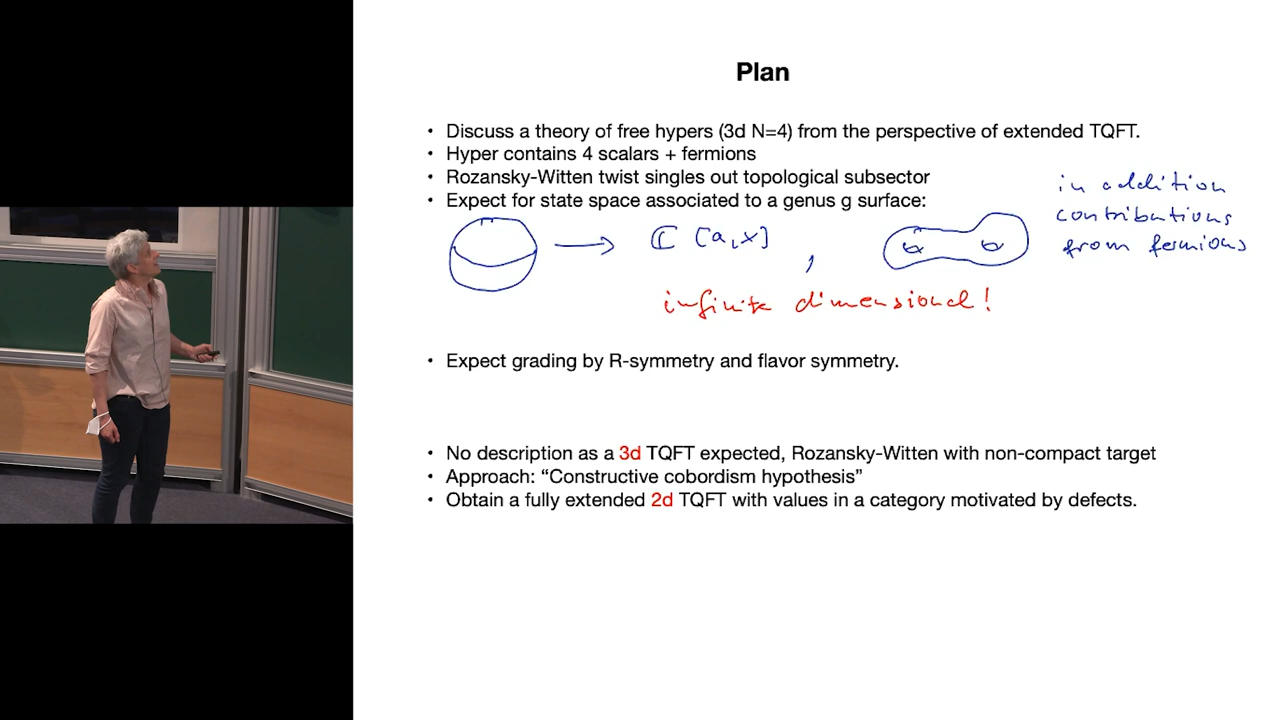 Plan
• Discuss a theory of free hypers (3d N=4) from the perspective of extended TQFT.
• Hyper contains 4 scalars + fermions
• Rozansky-Witten twist singles out topological subsector
• Expect for state space associated to a genus g surface:
ℂ [a,x]
,
in addition
contributions
from fermions
infinite dimensional!
• Expect grading by R-symmetry and flavor symmetry.
• No description as a 3d TQFT expected, Rozansky-Witten with non-compact target
• Approach: “Constructive cobordism hypothesis”
• Obtain a fully extended 2d TQFT with values in a category motivated by defects.